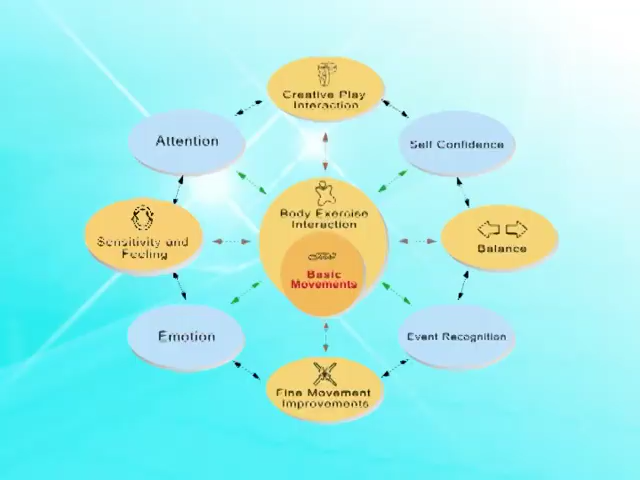 Creative Play
Interaction
Attention
Self Confidence
Body Exercise
Interaction
Sensitivity and
Feeling
Balance
Basic
Movements
Emotion
Event Recognition
Fine Movement
Improvements